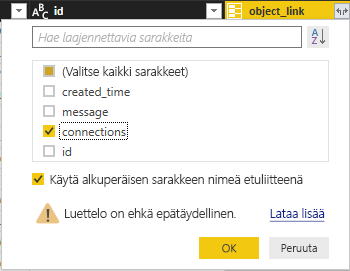 ABC id object_link
Hae laajennettavia sarakkeita
A
Z
(Valitse kaikki sarakkeet)
created_time
message
connections
id
Käytä alkuperäisen sarakkeen nimeä etuliitteenä
Luettelo on ehkä epätäydellinen. Lataa lisää
OK Peruuta